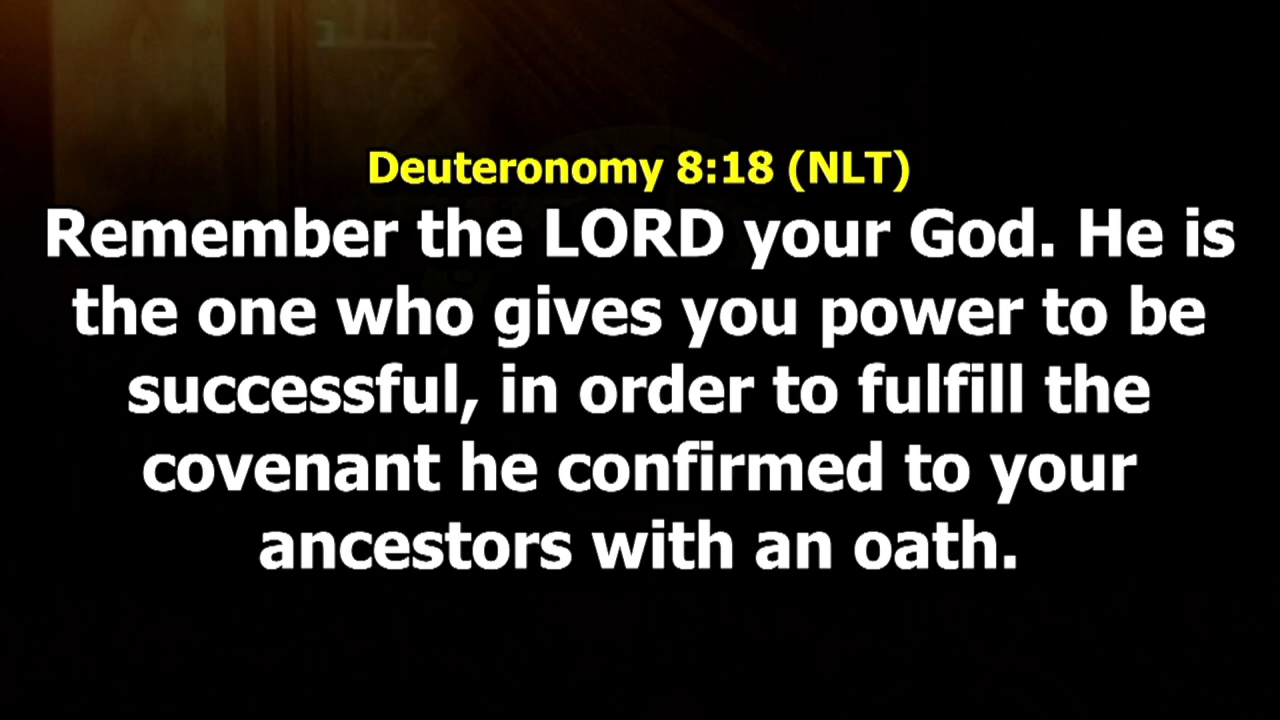 Deuteronomy 8:18 (NLT)
Remember the LORD your God. He is
the one who gives you power to be
successful, in order to fulfill the
covenant he confirmed to your
ancestors with an oath.